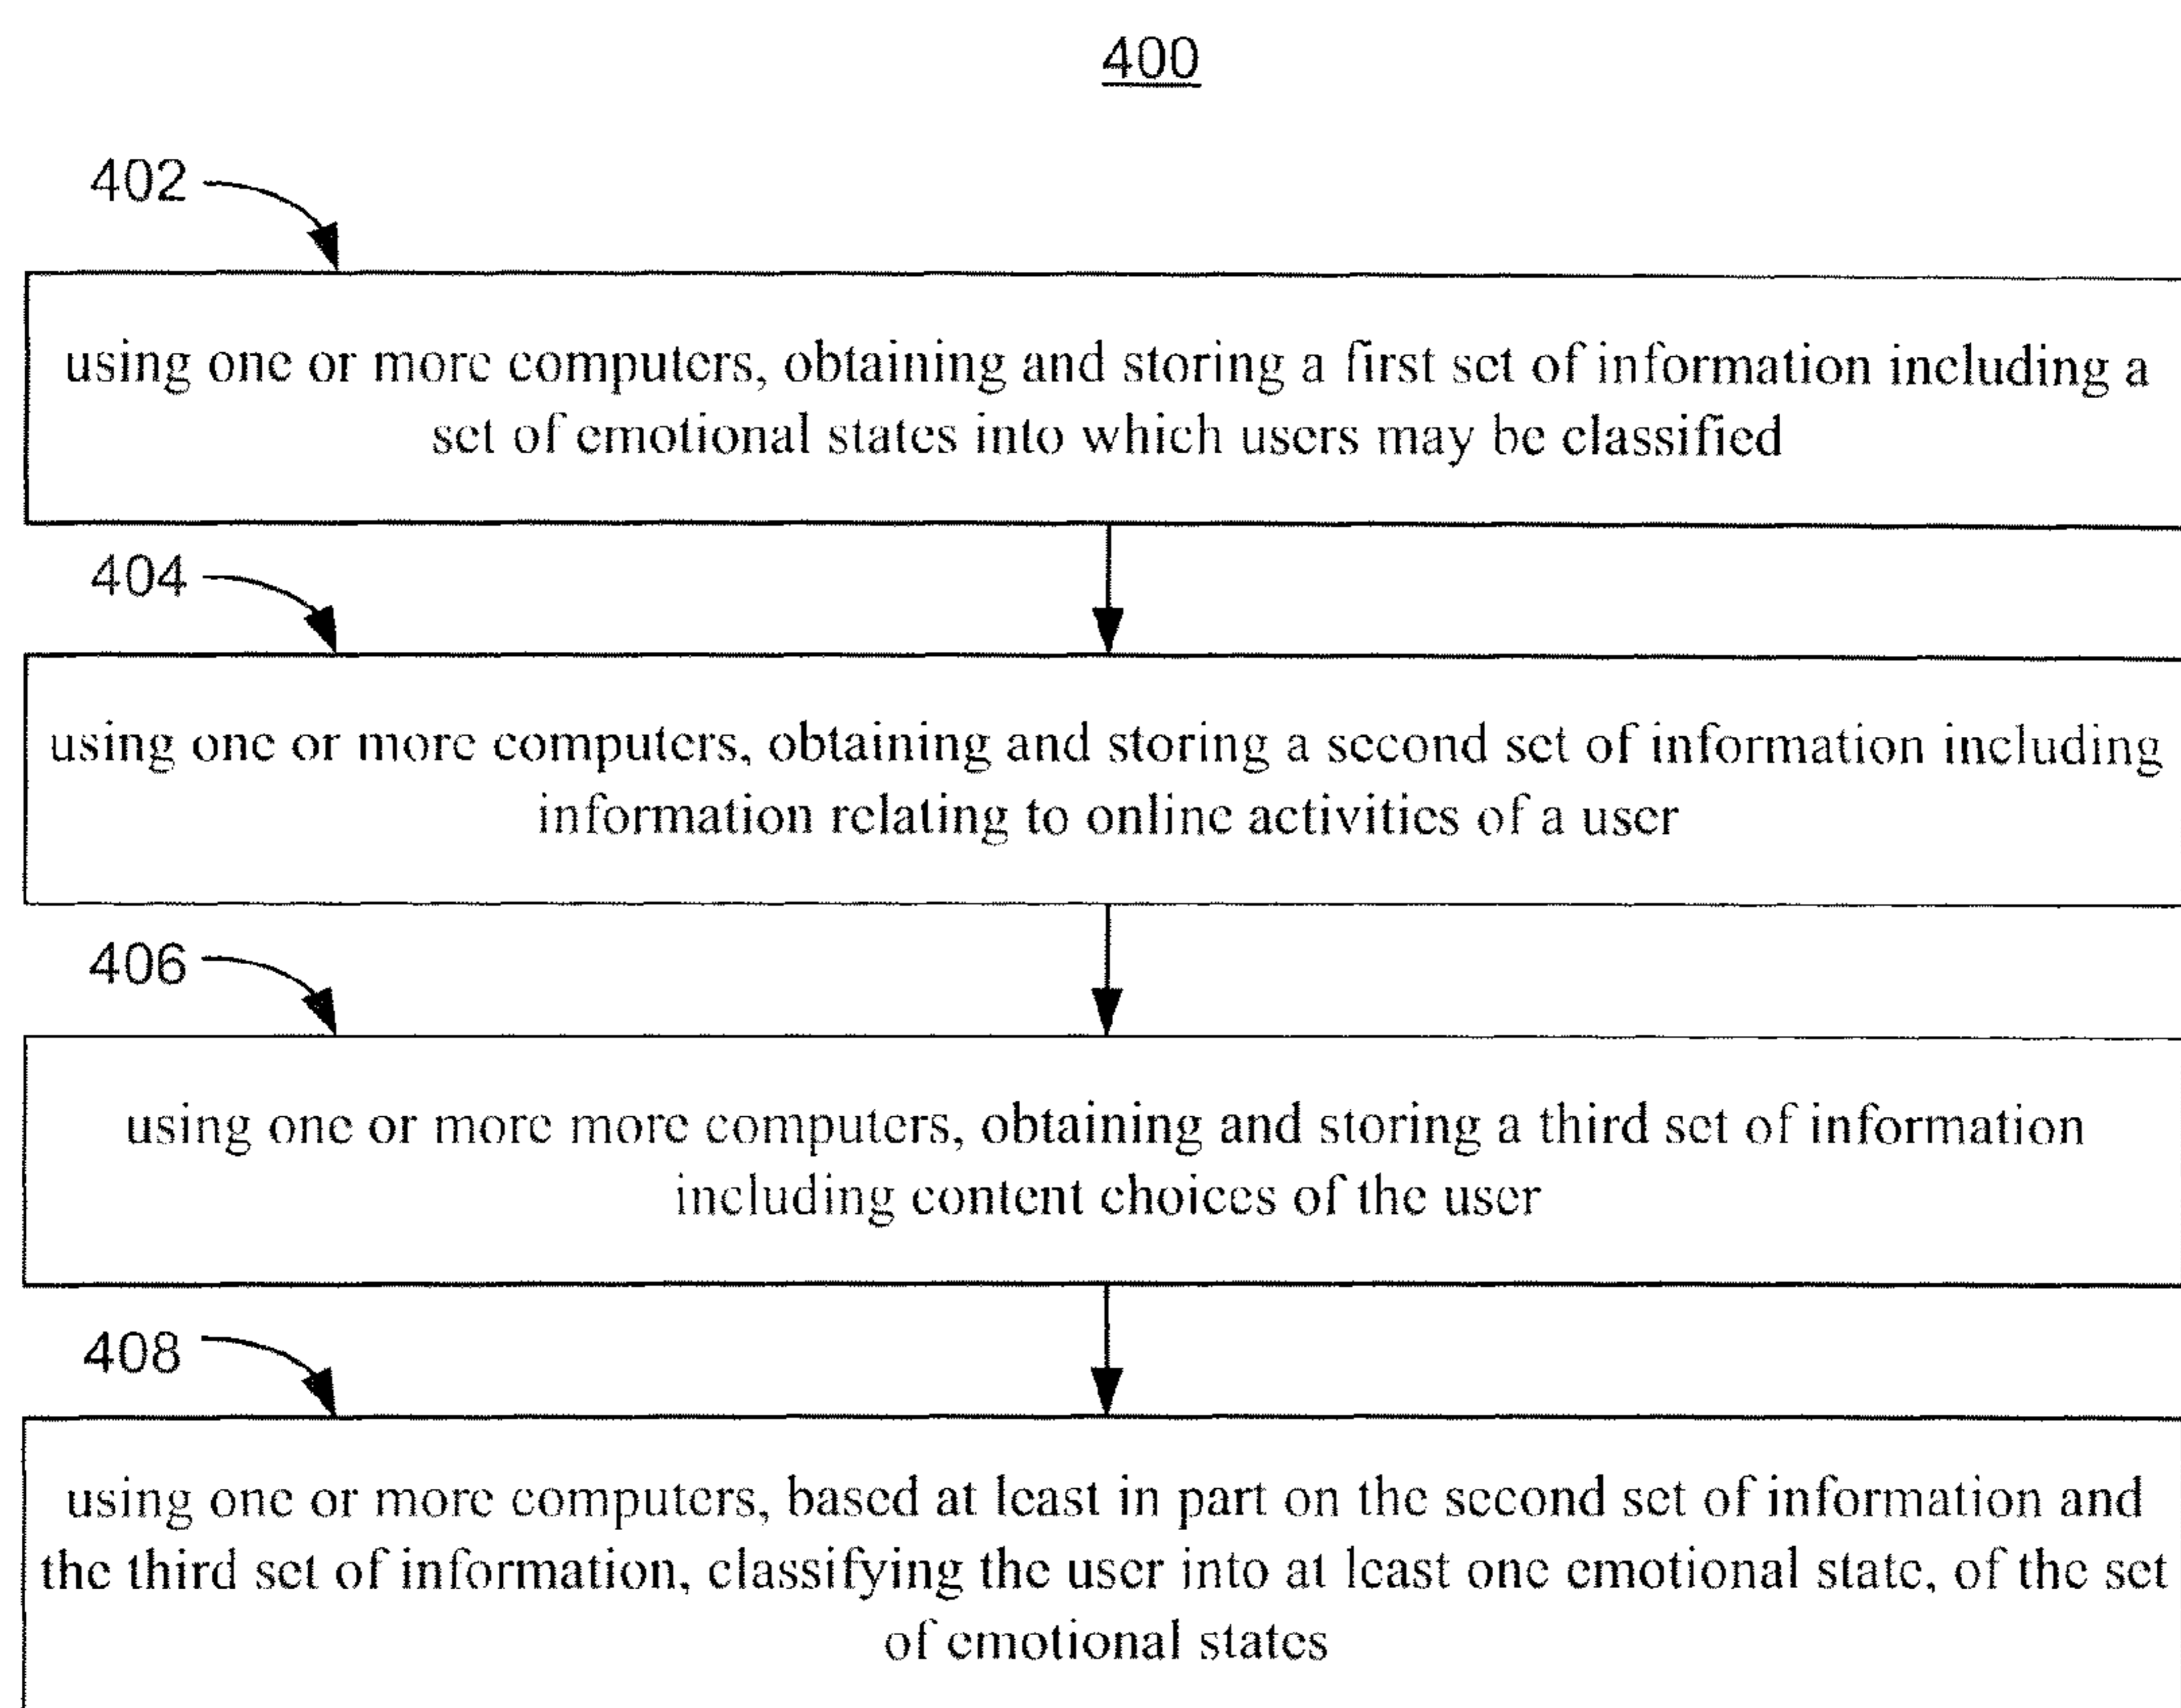 400
402
using one or more computers, obtaining and storing a first set of information including a
set of emotional states into which users may be classified
404
using one or more computers, obtaining and storing a second set of information including
information relating to online activities of a user
406
using one or more more computers, obtaining and storing a third set of information
including content choices of the user
408
using one or more computers, based at least in part on the second set of information and
the third set of information, classifying the user into at least one emotional state, of the set
of emotional states